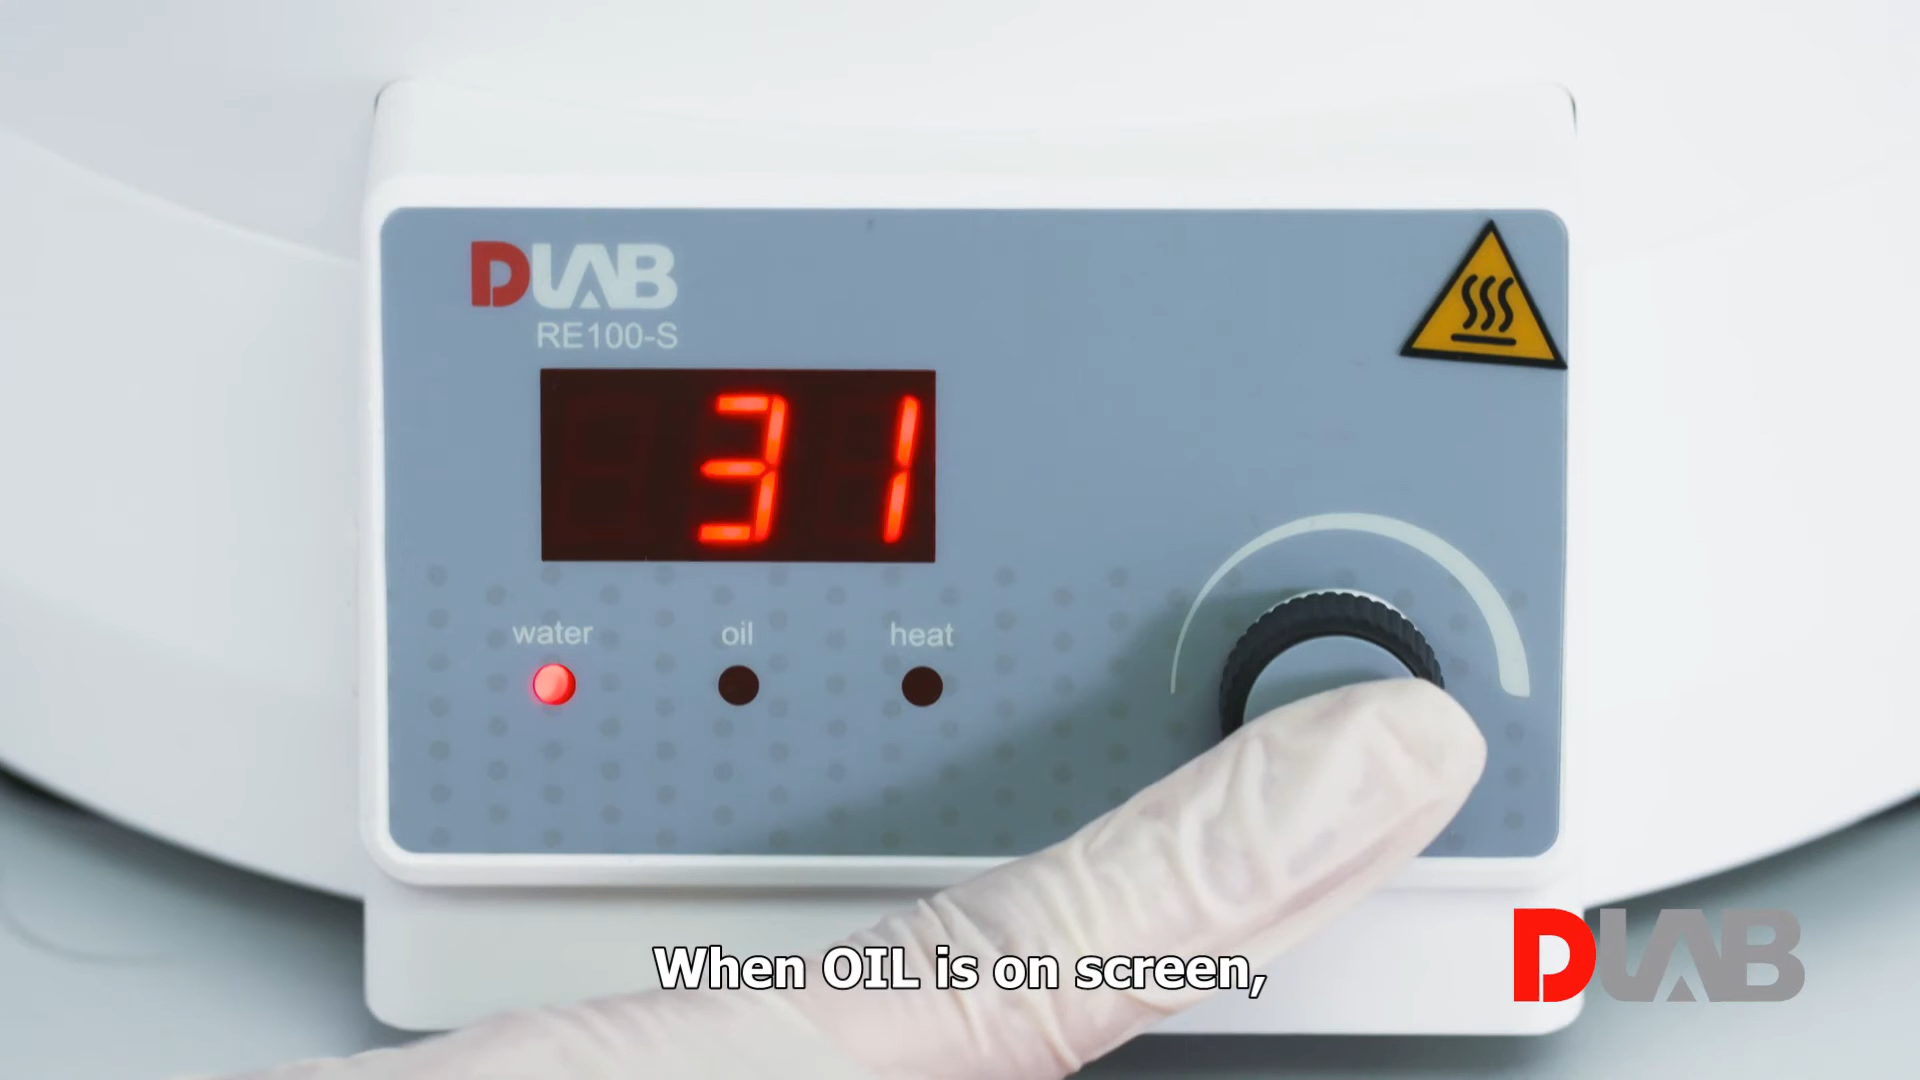 DLAB
RE100-S
31
water oil heat
When OIL is on screen,
DLAB